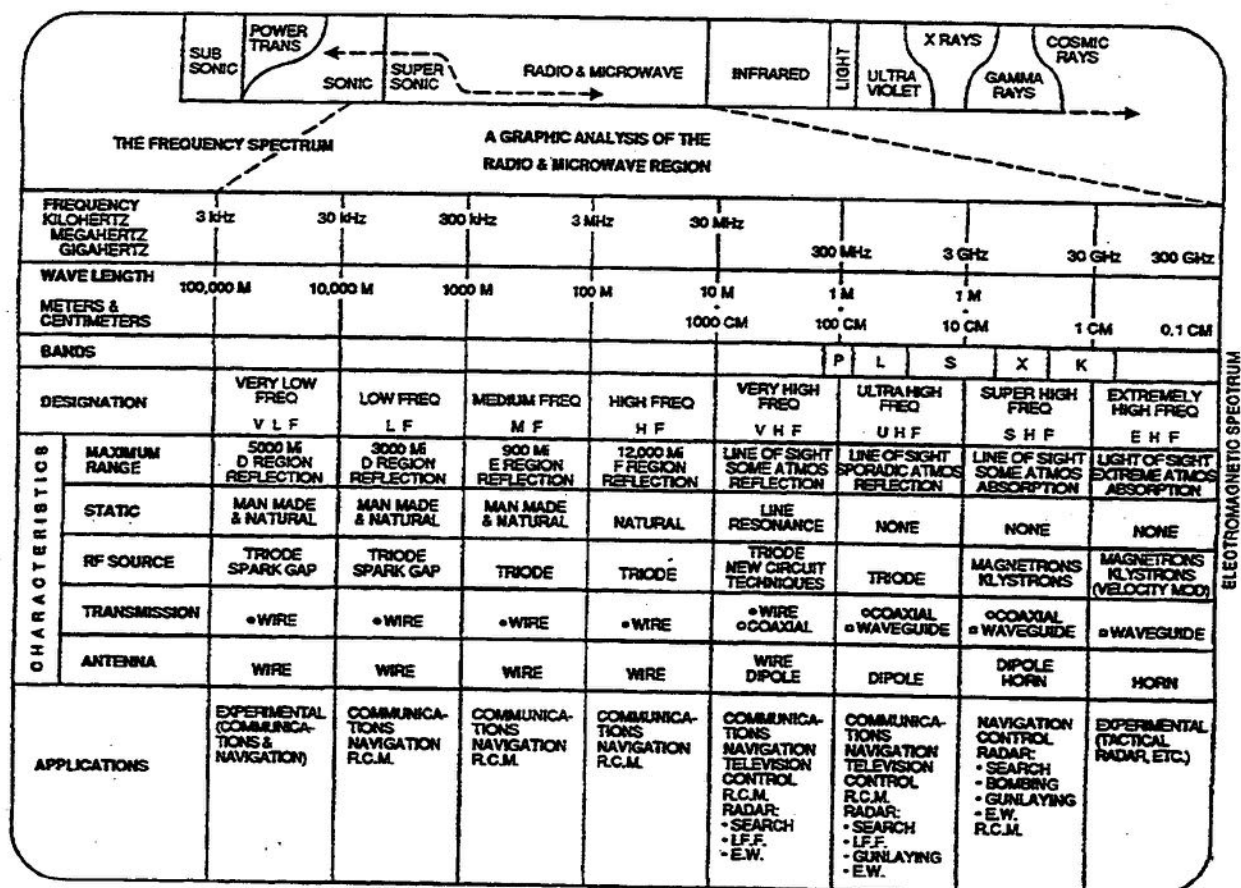 SUB
SONIC
POWER
TRANS
SONIC
SUPER
SONIC
RADIO & MICROWAVE
INFRARED
LIGHT
ULTRA
VIOLET
X RAYS
GAMMA
RAYS
COSMIC
RAYS
THE FREQUENCY SPECTRUM
A GRAPHIC ANALYSIS OF THE
RADIO & MICROWAVE REGION
FREQUENCY
KILOHERTZ
MEGAHERTZ
GIGAHERTZ
3 kHz 30 kHz 300 kHz 3 MHz 30 MHz
300 MHz 3 GHz 30 GHz 300 GHz
WAVE LENGTH
METERS &
CENTIMETERS
100,000 M 10,000 M 1000 M 100 M 10 M 1 M 1 M
1000 CM 100 CM 10 CM 1 CM 0.1 CM
BANDS
P L S X K
DESIGNATION
VERY LOW
FREQ
V L F
LOW FREQ
L F
MEDIUM FREQ
M F
HIGH FREQ
H F
VERY HIGH
FREQ
V H F
ULTRA HIGH
FREQ
U H F
SUPER HIGH
FREQ
S H F
EXTREMELY
HIGH FREQ
E H F
CHARACTERISTICS
MAXIMUM
RANGE
5000 Mi
D REGION
REFLECTION
3000 Mi
D REGION
REFLECTION
900 Mi
E REGION
REFLECTION
12,000 Mi
F REGION
REFLECTION
LINE OF SIGHT
SOME ATMOS
REFLECTION
LINE OF SIGHT
SPORADIC ATMOS
REFLECTION
LINE OF SIGHT
SOME ATMOS
ABSORPTION
LIGHT OF SIGHT
EXTREME ATMOS
ABSORPTION
STATIC
MAN MADE
& NATURAL
MAN MADE
& NATURAL
MAN MADE
& NATURAL
NATURAL
LINE
RESONANCE
NONE
NONE
NONE
RF SOURCE
TRIODE
SPARK GAP
TRIODE
SPARK GAP
TRIODE
TRIODE
TRIODE
NEW CIRCUIT
TECHNIQUES
TRIODE
MAGNETRONS
KLYSTRONS
MAGNETRONS
KLYSTRONS
(VELOCITY MOD)
TRANSMISSION
•WIRE
•WIRE
•WIRE
•WIRE
•WIRE
○COAXIAL
○COAXIAL
□WAVEGUIDE
○COAXIAL
□WAVEGUIDE
□WAVEGUIDE
ANTENNA
WIRE
WIRE
WIRE
WIRE
WIRE
DIPOLE
DIPOLE
DIPOLE
HORN
HORN
APPLICATIONS
EXPERIMENTAL
(COMMUNICA-
TIONS &
NAVIGATION)
COMMUNICA-
TIONS
NAVIGATION
R.C.M.
COMMUNICA-
TIONS
NAVIGATION
R.C.M.
COMMUNICA-
TIONS
NAVIGATION
R.C.M.
COMMUNICA-
TIONS
NAVIGATION
TELEVISION
CONTROL
R.C.M.
RADAR:
• SEARCH
• I.F.F.
• E.W.
COMMUNICA-
TIONS
NAVIGATION
TELEVISION
CONTROL
R.C.M.
RADAR:
• SEARCH
• I.F.F.
• GUNLAYING
• E.W.
NAVIGATION
CONTROL
RADAR:
• SEARCH
• BOMBING
• GUNLAYING
• E.W.
R.C.M.
EXPERIMENTAL
(TACTICAL
RADAR, ETC.)
ELECTROMAGNETIC SPECTRUM